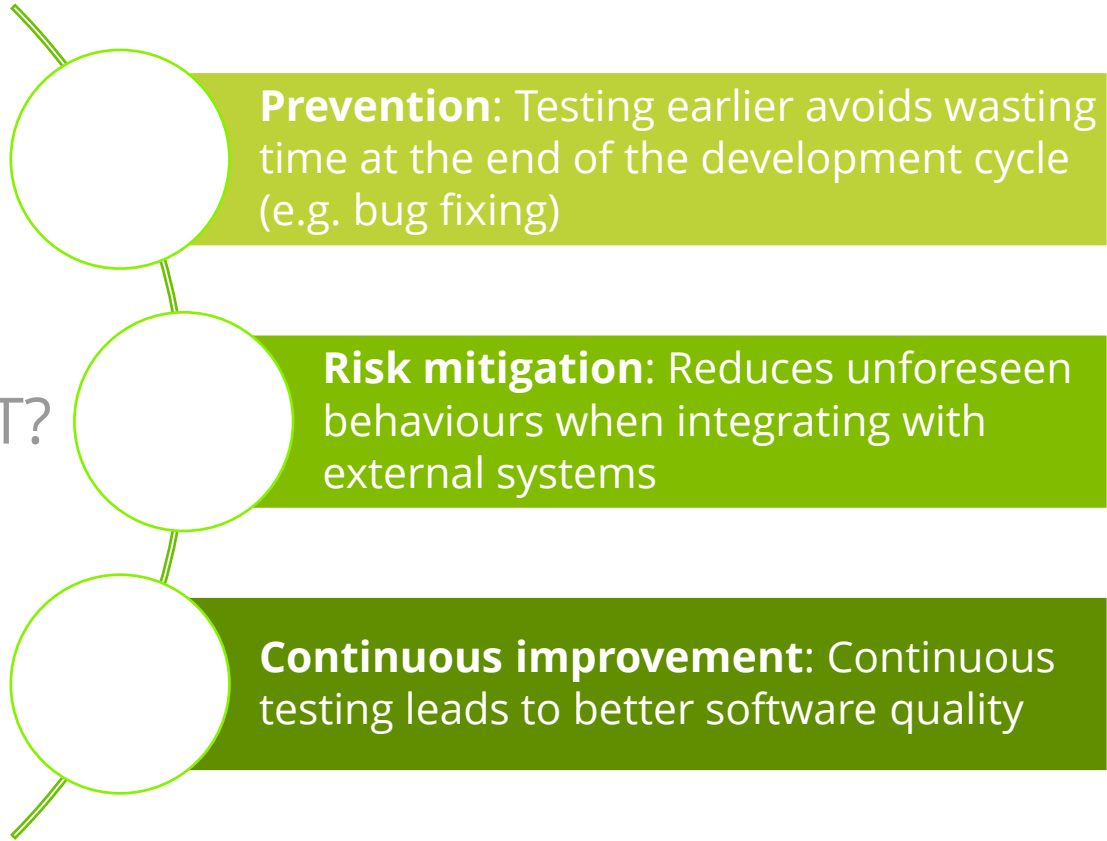 Prevention: Testing earlier avoids wasting
time at the end of the development cycle
(e.g. bug fixing)
T?
Risk mitigation: Reduces unforeseen
behaviours when integrating with
external systems
Continuous improvement: Continuous
testing leads to better software quality